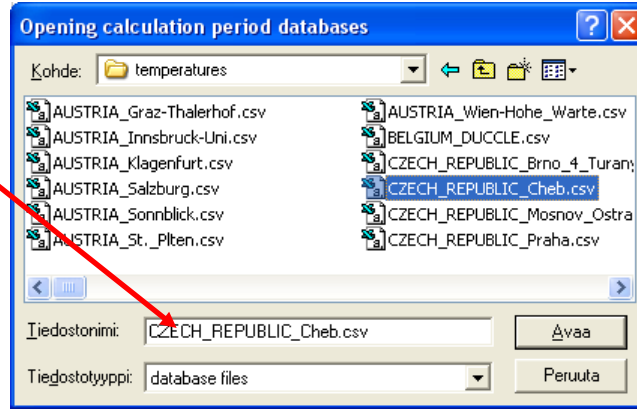 Opening calculation period databases
Kohde: temperatures
AUSTRIA_Graz-Thalerhof.csv
AUSTRIA_Innsbruck-Uni.csv
AUSTRIA_Klagenfurt.csv
AUSTRIA_Salzburg.csv
AUSTRIA_Sonnblick.csv
AUSTRIA_St._Plten.csv
AUSTRIA_Wien-Hohe_Warte.csv
BELGIUM_DUCCLE.csv
CZECH_REPUBLIC_Brno_4_Turany
CZECH_REPUBLIC_Cheb.csv
CZECH_REPUBLIC_Mosnov_Ostra
CZECH_REPUBLIC_Praha.csv
Tiedostonimi: CZECH_REPUBLIC_Cheb.csv Avaa
Tiedostotyyppi: database files Peruuta